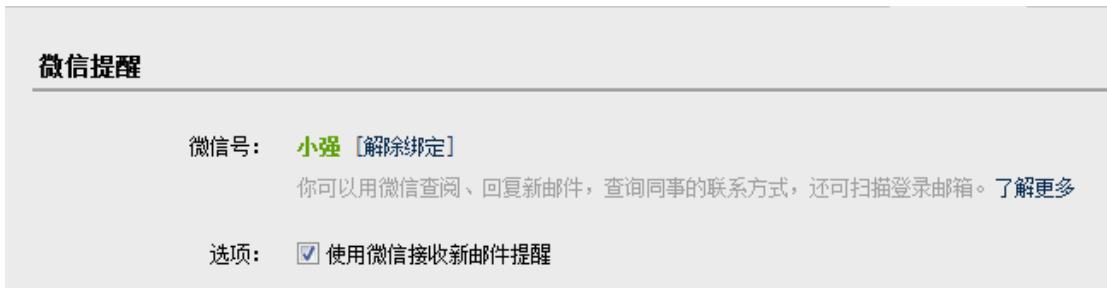 微信提醒
微信号： 小强 [解除绑定]
你可以用微信查阅、回复新邮件，查询同事的联系方式，还可扫描登录邮箱。了解更多
选项： 使用微信接收新邮件提醒